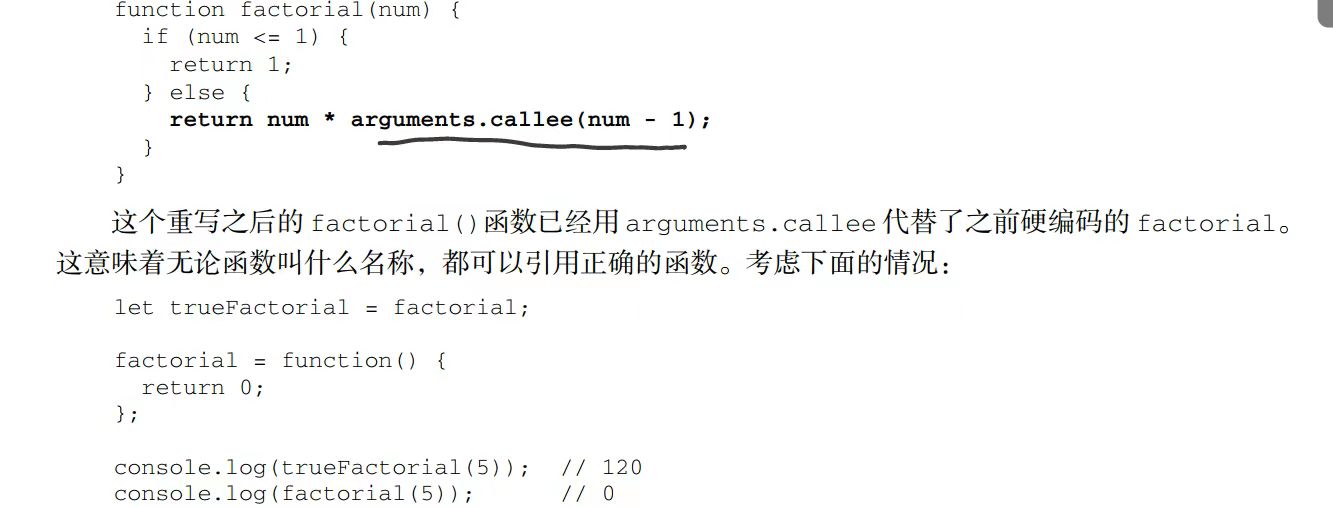 function factorial(num) {
  if (num <= 1) {
    return 1;
  } else {
    return num * arguments.callee(num - 1);
  }
}
这个重写之后的 factorial()函数已经用 arguments.callee 代替了之前硬编码的 factorial。
这意味着无论函数叫什么名称，都可以引用正确的函数。考虑下面的情况：
let trueFactorial = factorial;
factorial = function() {
  return 0;
};
console.log(trueFactorial(5));  // 120
console.log(factorial(5));      // 0